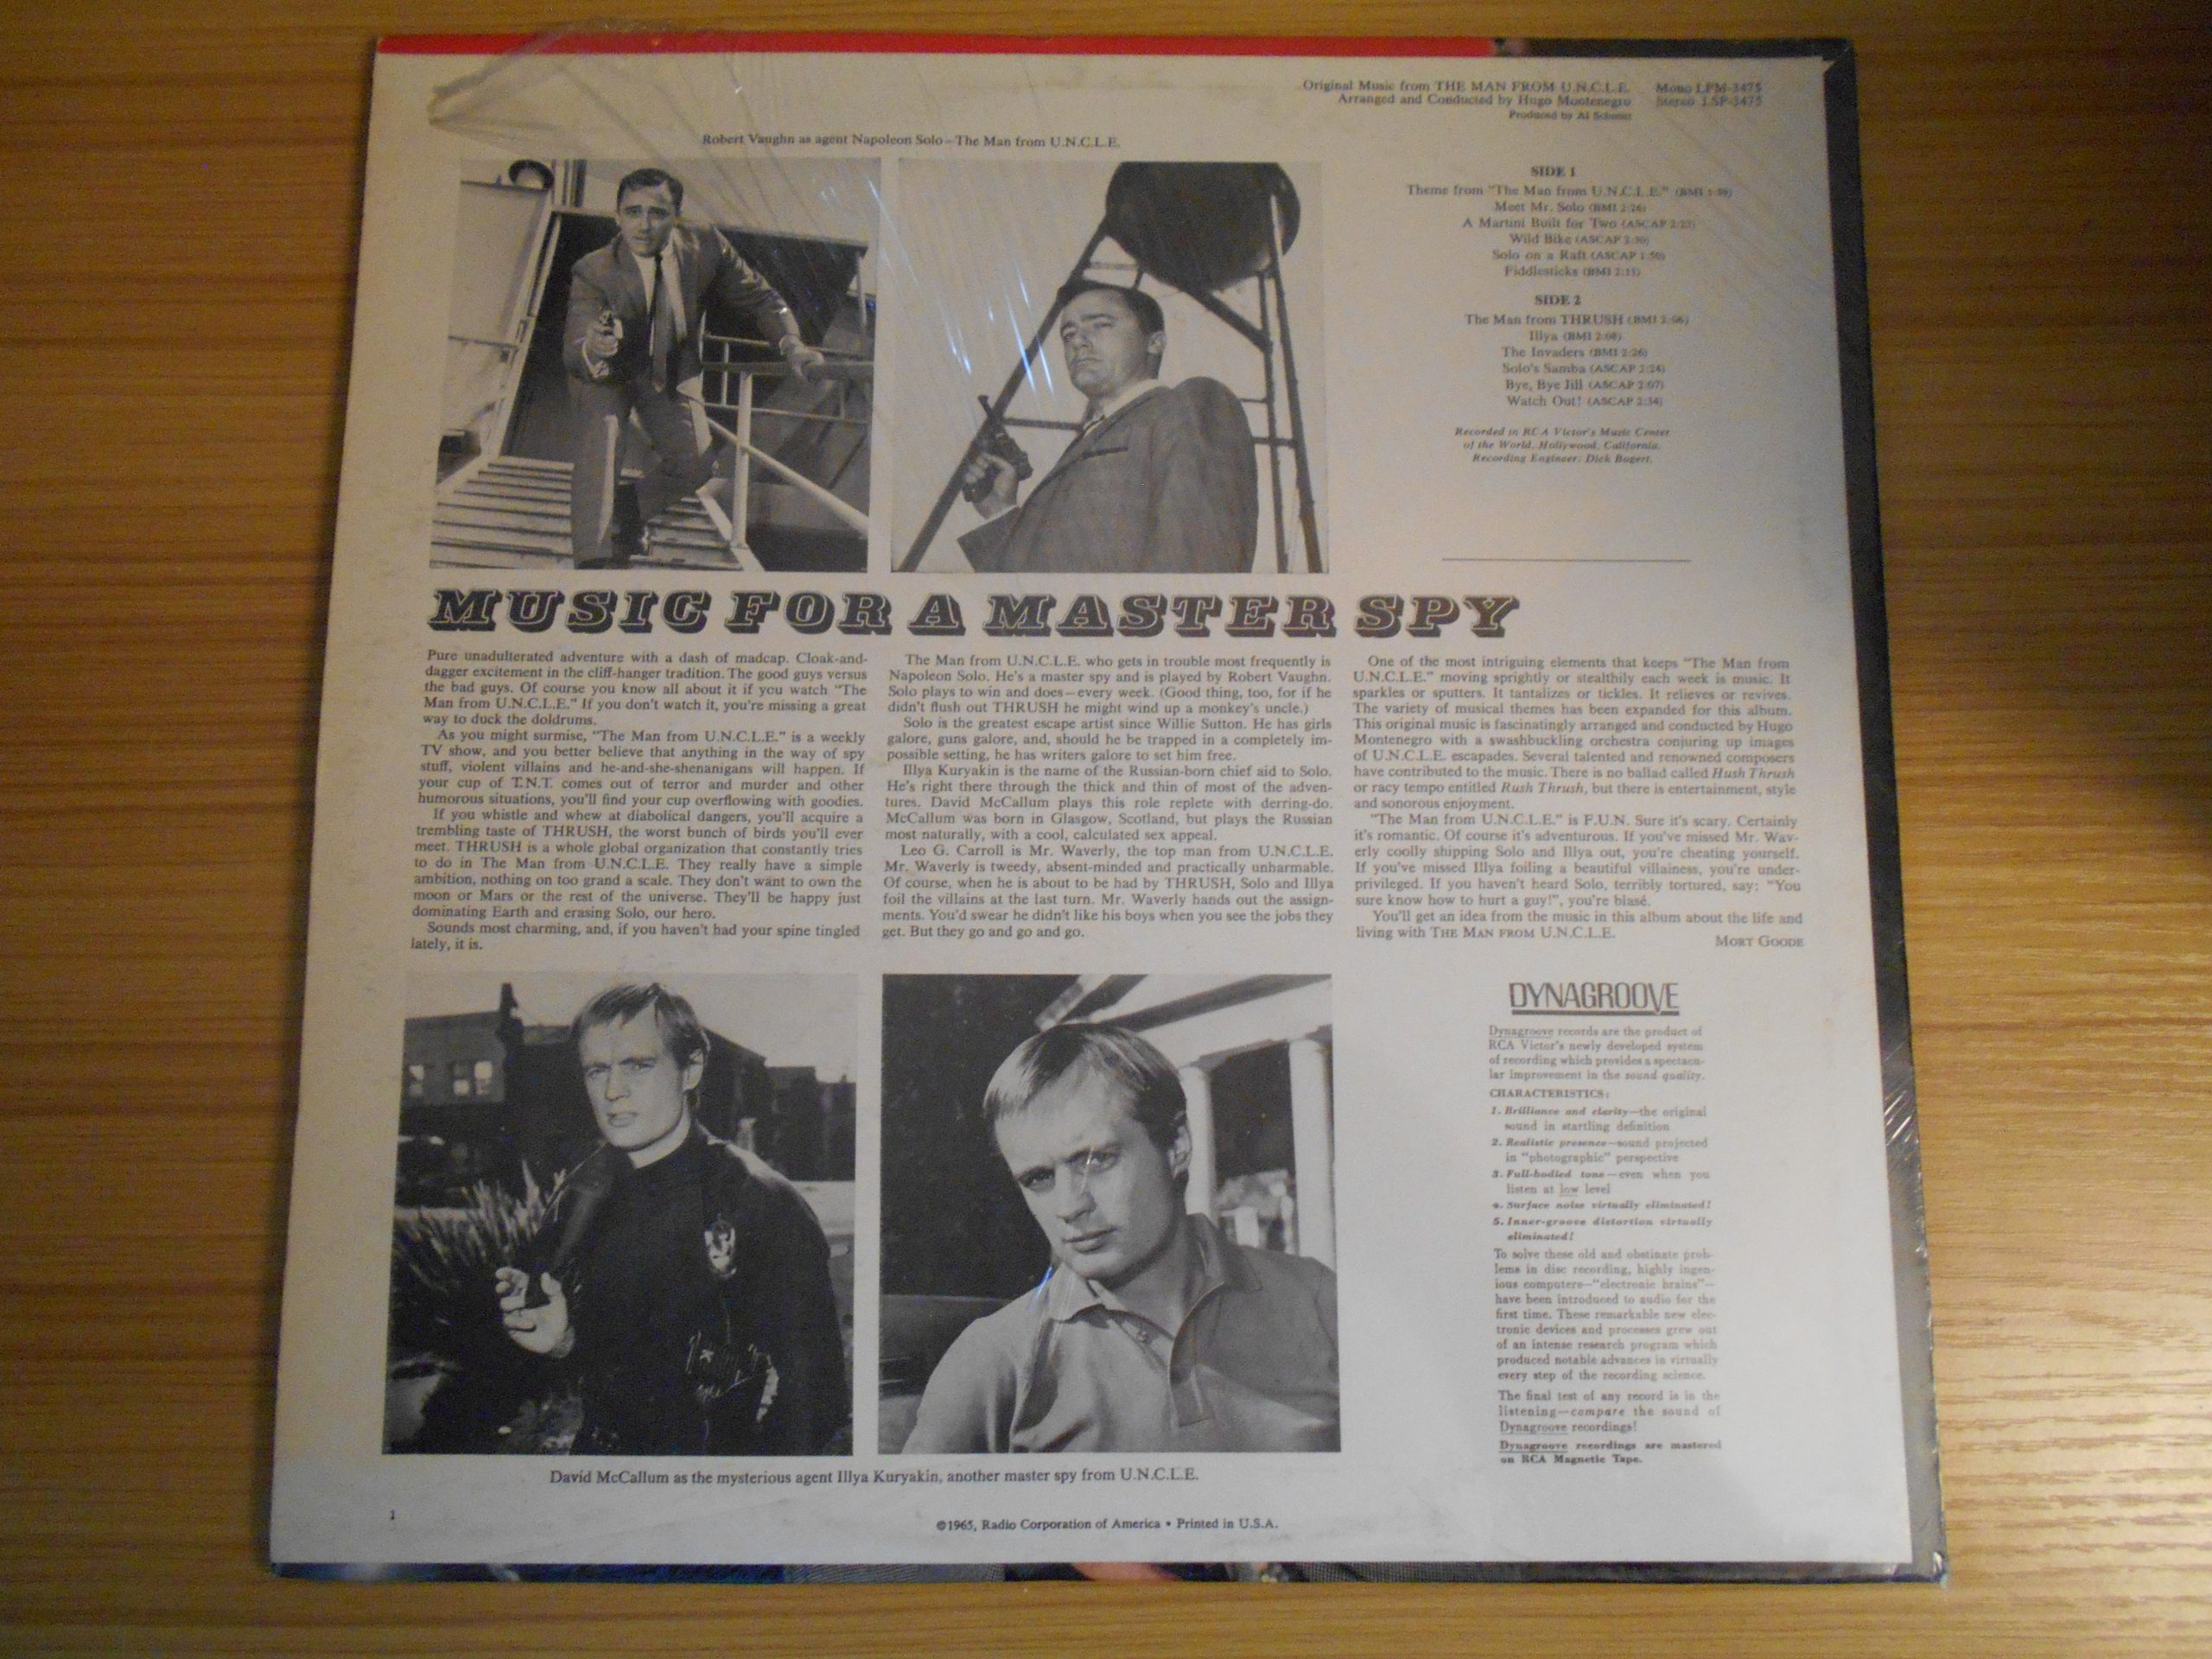 Original Music from THE MAN FROM U.N.C.L.E.
Arranged and Conducted by Hugo Montenegro
Produced by Al Schmitt
Mono LPM-3475
Stereo LSP-3475
Robert Vaughn as agent Napoleon Solo—The Man from U.N.C.L.E.
SIDE 1
Theme from "The Man from U.N.C.L.E." (BMI
Meet Mr. Solo (BMI 2:26)
A Martini Built for Two (ASCAP 2:23)
Wild Bike (ASCAP 2:30)
Solo on a Raft (ASCAP 1:50)
Fiddlesticks (BMI 2:15)
SIDE 2
The Man from THRUSH (BMI 2:06)
Illya (BMI 2:08)
The Invaders (BMI 2:26)
Solo's Samba (ASCAP 2:24)
Bye, Bye Jill (ASCAP 2:07)
Watch Out! (ASCAP 2:34)
Recorded in RCA Victor's Music Center
of the World, Hollywood, California.
Recording Engineer: Dick Bogert.
MUSIC FOR A MASTER SPY
Pure unadulterated adventure with a dash of madcap. Cloak-and-
dagger excitement in the cliff-hanger tradition. The good guys versus
the bad guys. Of course you know all about it if you watch "The
Man from U.N.C.L.E." If you don't watch it, you're missing a great
way to duck the doldrums.
As you might surmise, "The Man from U.N.C.L.E." is a weekly
TV show, and you better believe that anything in the way of spy
stuff, violent villains and he-and-she-shenanigans will happen. If
your cup of T.N.T. comes out of terror and murder and other
humorous situations, you'll find your cup overflowing with goodies.
If you whistle and whew at diabolical dangers, you'll acquire a
trembling taste of THRUSH, the worst bunch of birds you'll ever
meet. THRUSH is a whole global organization that constantly tries
to do in The Man from U.N.C.L.E. They really have a simple
ambition, nothing on too grand a scale. They don't want to own the
moon or Mars or the rest of the universe. They'll be happy just
dominating Earth and erasing Solo, our hero.
Sounds most charming, and, if you haven't had your spine tingled
lately, it is.
The Man from U.N.C.L.E. who gets in trouble most frequently is
Napoleon Solo. He's a master spy and is played by Robert Vaughn.
Solo plays to win and does—every week. (Good thing, too, for if he
didn't flush out THRUSH he might wind up a monkey's uncle.)
Solo is the greatest escape artist since Willie Sutton. He has girls
galore, guns galore, and, should he be trapped in a completely im-
possible setting, he has writers galore to set him free.
Illya Kuryakin is the name of the Russian-born chief aid to Solo.
He's right there through the thick and thin of most of the adven-
tures. David McCallum plays this role replete with derring-do.
McCallum was born in Glasgow, Scotland, but plays the Russian
most naturally, with a cool, calculated sex appeal.
Leo G. Carroll is Mr. Waverly, the top man from U.N.C.L.E.
Mr. Waverly is tweedy, absent-minded and practically unharmable.
Of course, when he is about to be had by THRUSH, Solo and Illya
foil the villains at the last turn. Mr. Waverly hands out the assign-
ments. You'd swear he didn't like his boys when you see the jobs they
get. But they go and go and go.
One of the most intriguing elements that keeps "The Man from
U.N.C.L.E." moving sprightly or stealthily each week is music. It
sparkles or sputters. It tantalizes or tickles. It relieves or revives.
The variety of musical themes has been expanded for this album.
This original music is fascinatingly arranged and conducted by Hugo
Montenegro with a swashbuckling orchestra conjuring up images
of U.N.C.L.E. escapades. Several talented and renowned composers
have contributed to the music. There is no ballad called Hush Thrush
or racy tempo entitled Rush Thrush, but there is entertainment, style
and sonorous enjoyment.
"The Man from U.N.C.L.E." is F.U.N. Sure it's scary. Certainly
it's romantic. Of course it's adventurous. If you've missed Mr. Wav-
erly coolly shipping Solo and Illya out, you're cheating yourself.
If you've missed Illya foiling a beautiful villainess, you're under-
privileged. If you haven't heard Solo, terribly tortured, say: "You
sure know how to hurt a guy!", you're blasé.
You'll get an idea from the music in this album about the life and
living with THE MAN FROM U.N.C.L.E.
MORT GOODE
DYNAGROOVE
Dynagroove records are the product of
RCA Victor's newly developed system
of recording which provides a spectacu-
lar improvement in the sound quality.
CHARACTERISTICS:
1. Brilliance and clarity—the original
sound in startling definition
2. Realistic presence—sound projected
in "photographic" perspective
3. Full-bodied tone—even when you
listen at low level
4. Surface noise virtually eliminated!
5. Inner-groove distortion virtually
eliminated!
To solve these old and obstinate prob-
lems in disc recording, highly ingen-
ious computers—"electronic brains"—
have been introduced to audio for the
first time. These remarkable new elec-
tronic devices and processes grew out
of an intense research program which
produced notable advances in virtually
every step of the recording science.
The final test of any record is in the
listening—compare the sound of
Dynagroove recordings!
Dynagroove recordings are mastered
on RCA Magnetic Tape.
David McCallum as the mysterious agent Illya Kuryakin, another master spy from U.N.C.L.E.
1
©1965, Radio Corporation of America • Printed in U.S.A.